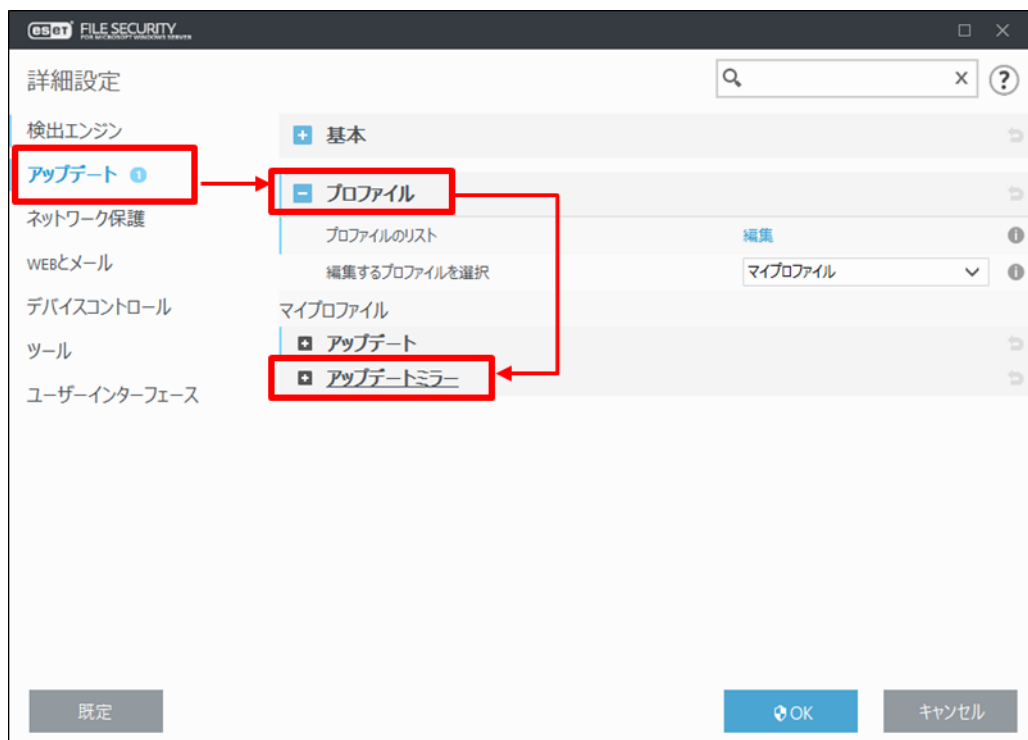 eset FILE SECURITY
FOR MICROSOFT WINDOWS SERVER
詳細設定
検出エンジン
アップデート 1
ネットワーク保護
WEBとメール
デバイスコントロール
ツール
ユーザーインターフェース
基本
プロファイル
プロファイルのリスト 編集
編集するプロファイルを選択 マイプロファイル
マイプロファイル
アップデート
アップデートミラー
既定 OK キャンセル